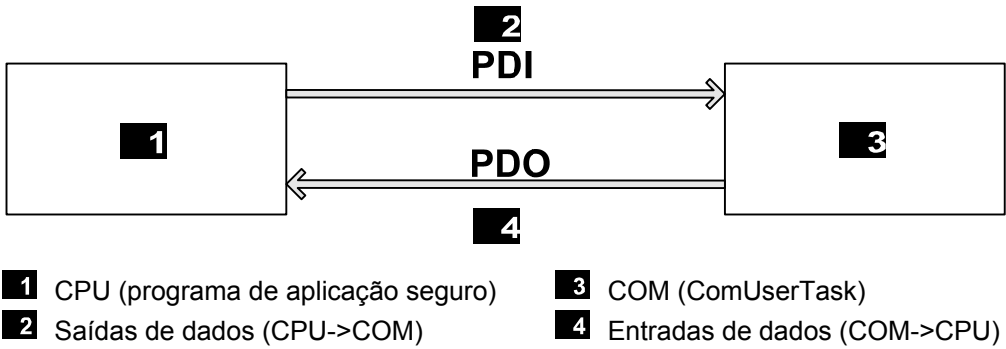 2
PDI
1
3
PDO
4
1 CPU (programa de aplicação seguro)
3 COM (ComUserTask)
2 Saídas de dados (CPU->COM)
4 Entradas de dados (COM->CPU)